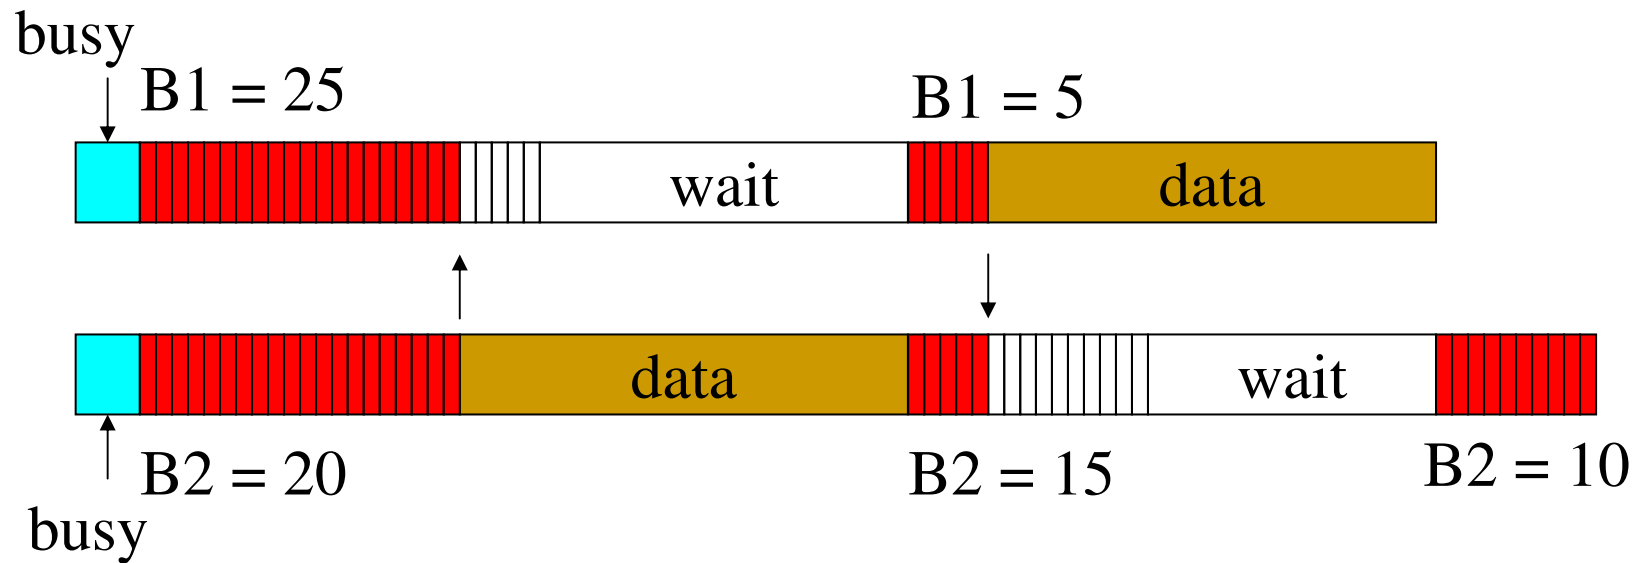 busy
B1 = 25
B1 = 5
wait
data
data
wait
B2 = 20
B2 = 15
B2 = 10
busy